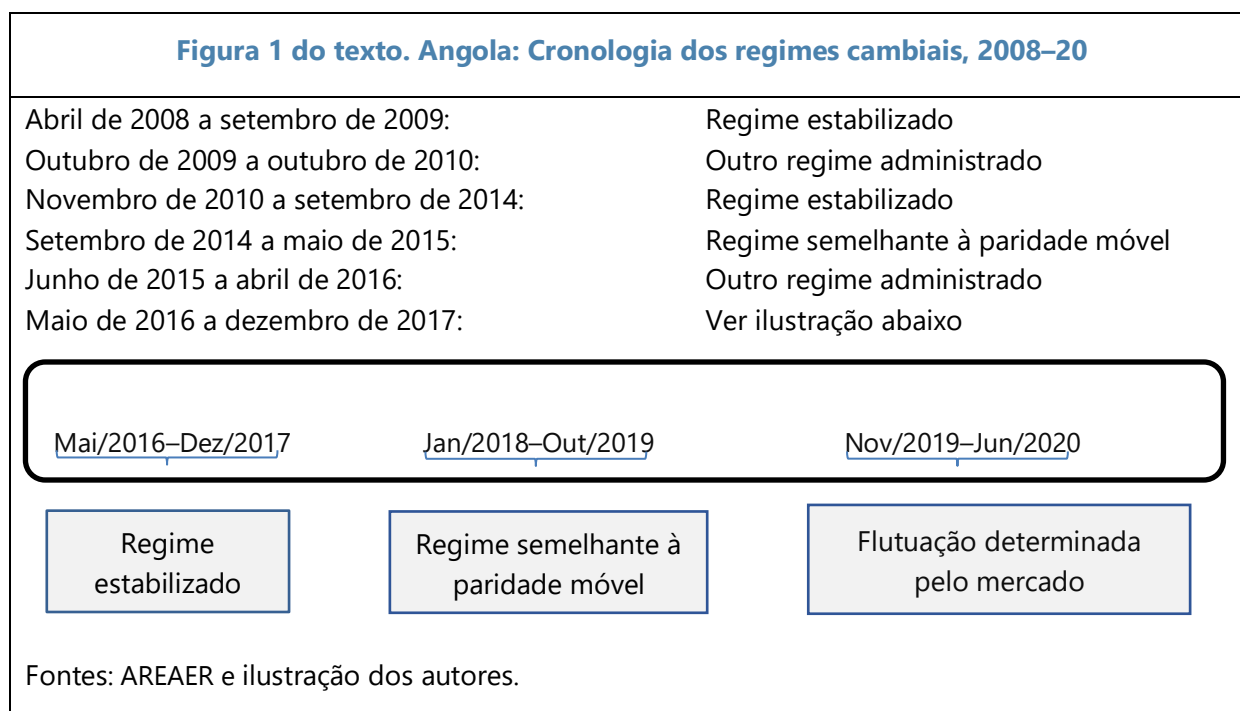 Figura 1 do texto. Angola: Cronologia dos regimes cambiais, 2008–20
Abril de 2008 a setembro de 2009: Regime estabilizado
Outubro de 2009 a outubro de 2010: Outro regime administrado
Novembro de 2010 a setembro de 2014: Regime estabilizado
Setembro de 2014 a maio de 2015: Regime semelhante à paridade móvel
Junho de 2015 a abril de 2016: Outro regime administrado
Maio de 2016 a dezembro de 2017: Ver ilustração abaixo
Mai/2016–Dez/2017 Jan/2018–Out/2019 Nov/2019–Jun/2020
Regime
estabilizado
Regime semelhante à
paridade móvel
Flutuação determinada
pelo mercado
Fontes: AREAER e ilustração dos autores.